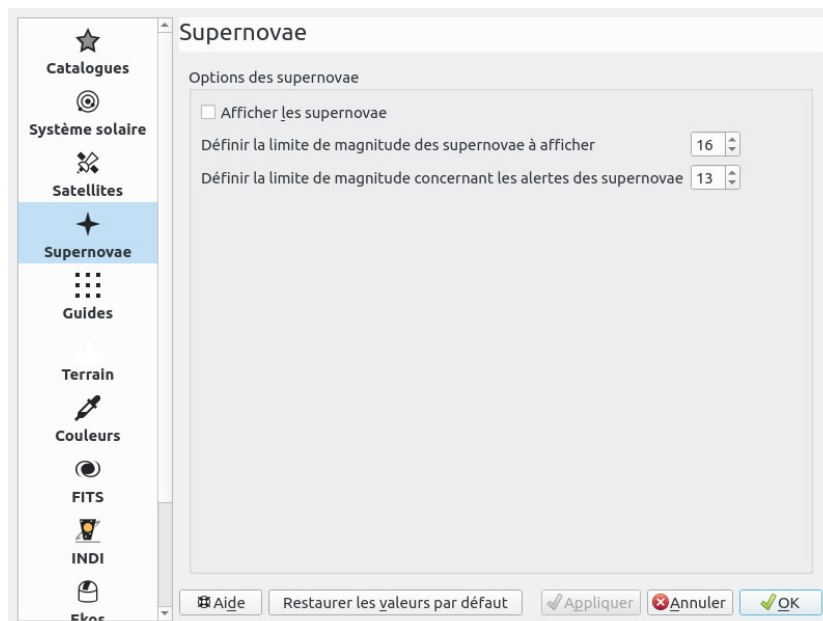 Catalogues
Système solaire
Satellites
Supernovae
Guides
Terrain
Couleurs
FITS
INDI
Ekos
Supernovae
Options des supernovae
Afficher les supernovae
Définir la limite de magnitude des supernovae à afficher 16
Définir la limite de magnitude concernant les alertes des supernovae 13
Aide Restaurer les valeurs par défaut Appliquer Annuler OK